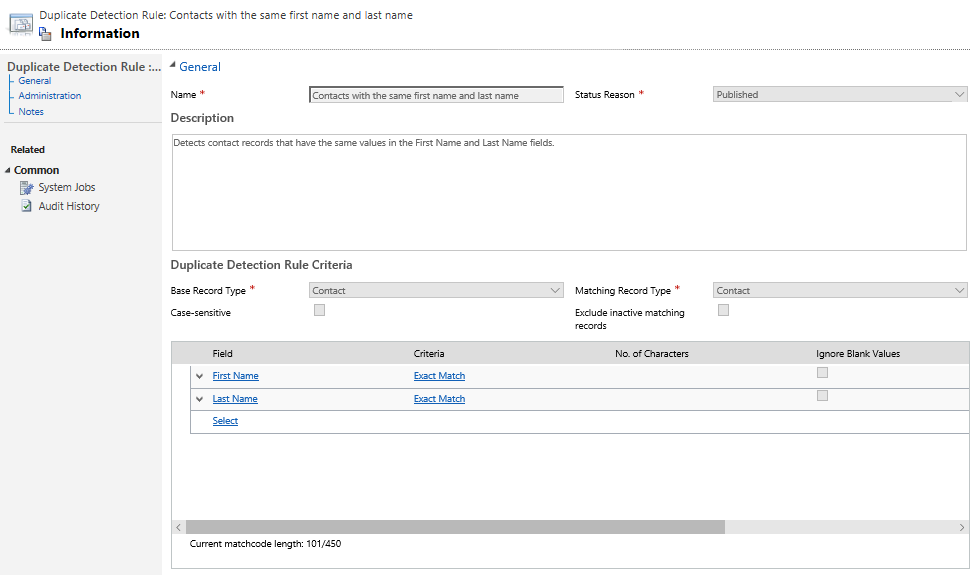 Duplicate Detection Rule: Contacts with the same first name and last name
Information
Duplicate Detection Rule :...
General
Administration
Notes
Related
Common
System Jobs
Audit History
General
Name *
Contacts with the same first name and last name
Status Reason *
Published
Description
Detects contact records that have the same values in the First Name and Last Name fields.
Duplicate Detection Rule Criteria
Base Record Type *
Contact
Matching Record Type *
Contact
Case-sensitive
Exclude inactive matching
records
Field Criteria No. of Characters Ignore Blank Values
First Name Exact Match
Last Name Exact Match
Select
Current matchcode length: 101/450